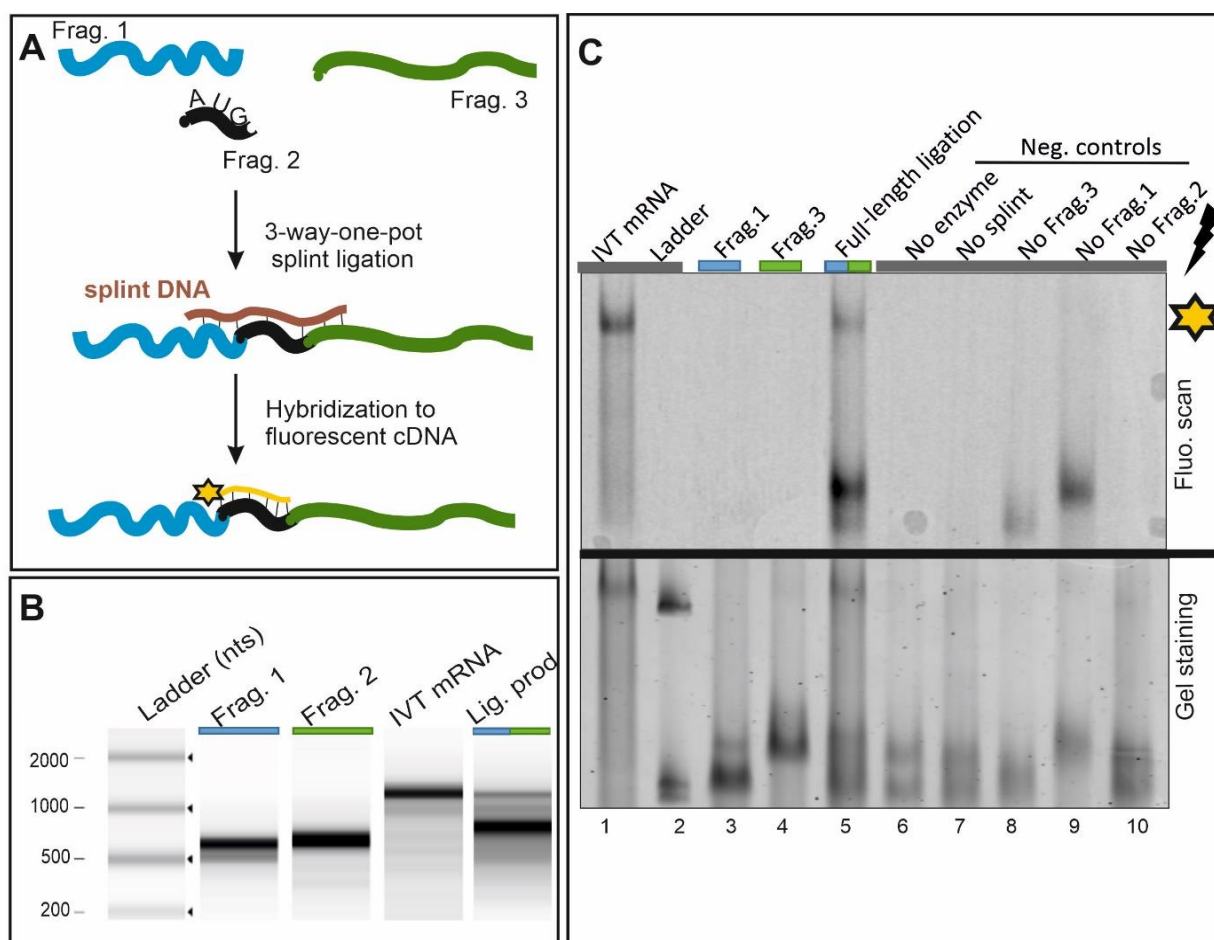 A
Frag. 1
Frag. 3
A U G
Frag. 2
3-way-one-pot
splint ligation
splint DNA
Hybridization to
fluorescent cDNA
B
Ladder (nts)
Frag. 1
Frag. 2
IVT mRNA
Lig. prod
2000
1000
500
200
C
Neg. controls
IVT mRNA
Ladder
Frag.1
Frag.3
Full-length ligation
No enzyme
No splint
No Frag.3
No Frag.1
No Frag.2
Fluo. scan
Gel staining
1 2 3 4 5 6 7 8 9 10